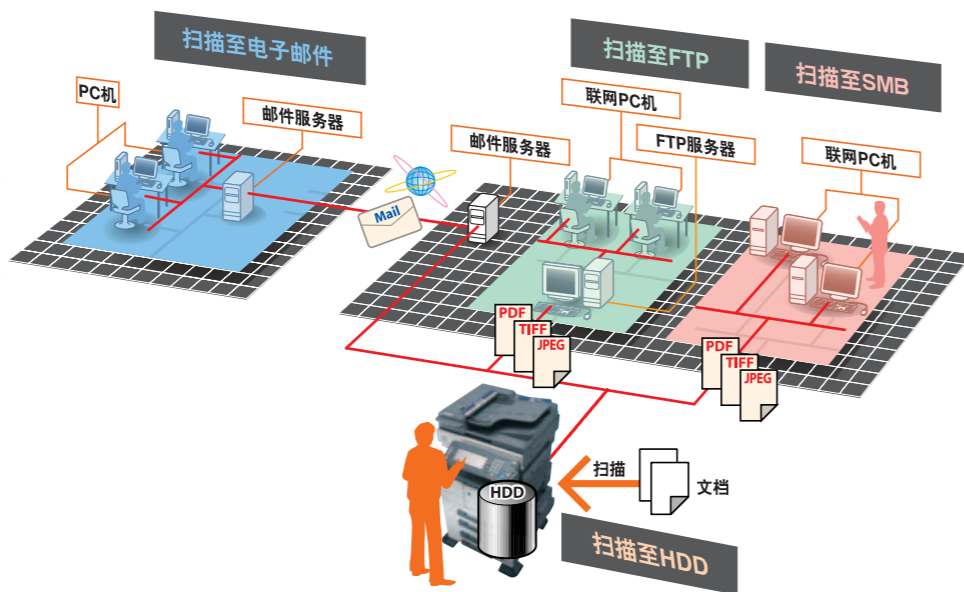 扫描至电子邮件
扫描至FTP
扫描至SMB
PC机
邮件服务器
邮件服务器
联网PC机
FTP服务器
联网PC机
Mail
PDF
TIFF
JPEG
PDF
TIFF
JPEG
HDD
扫描
文档
扫描至HDD